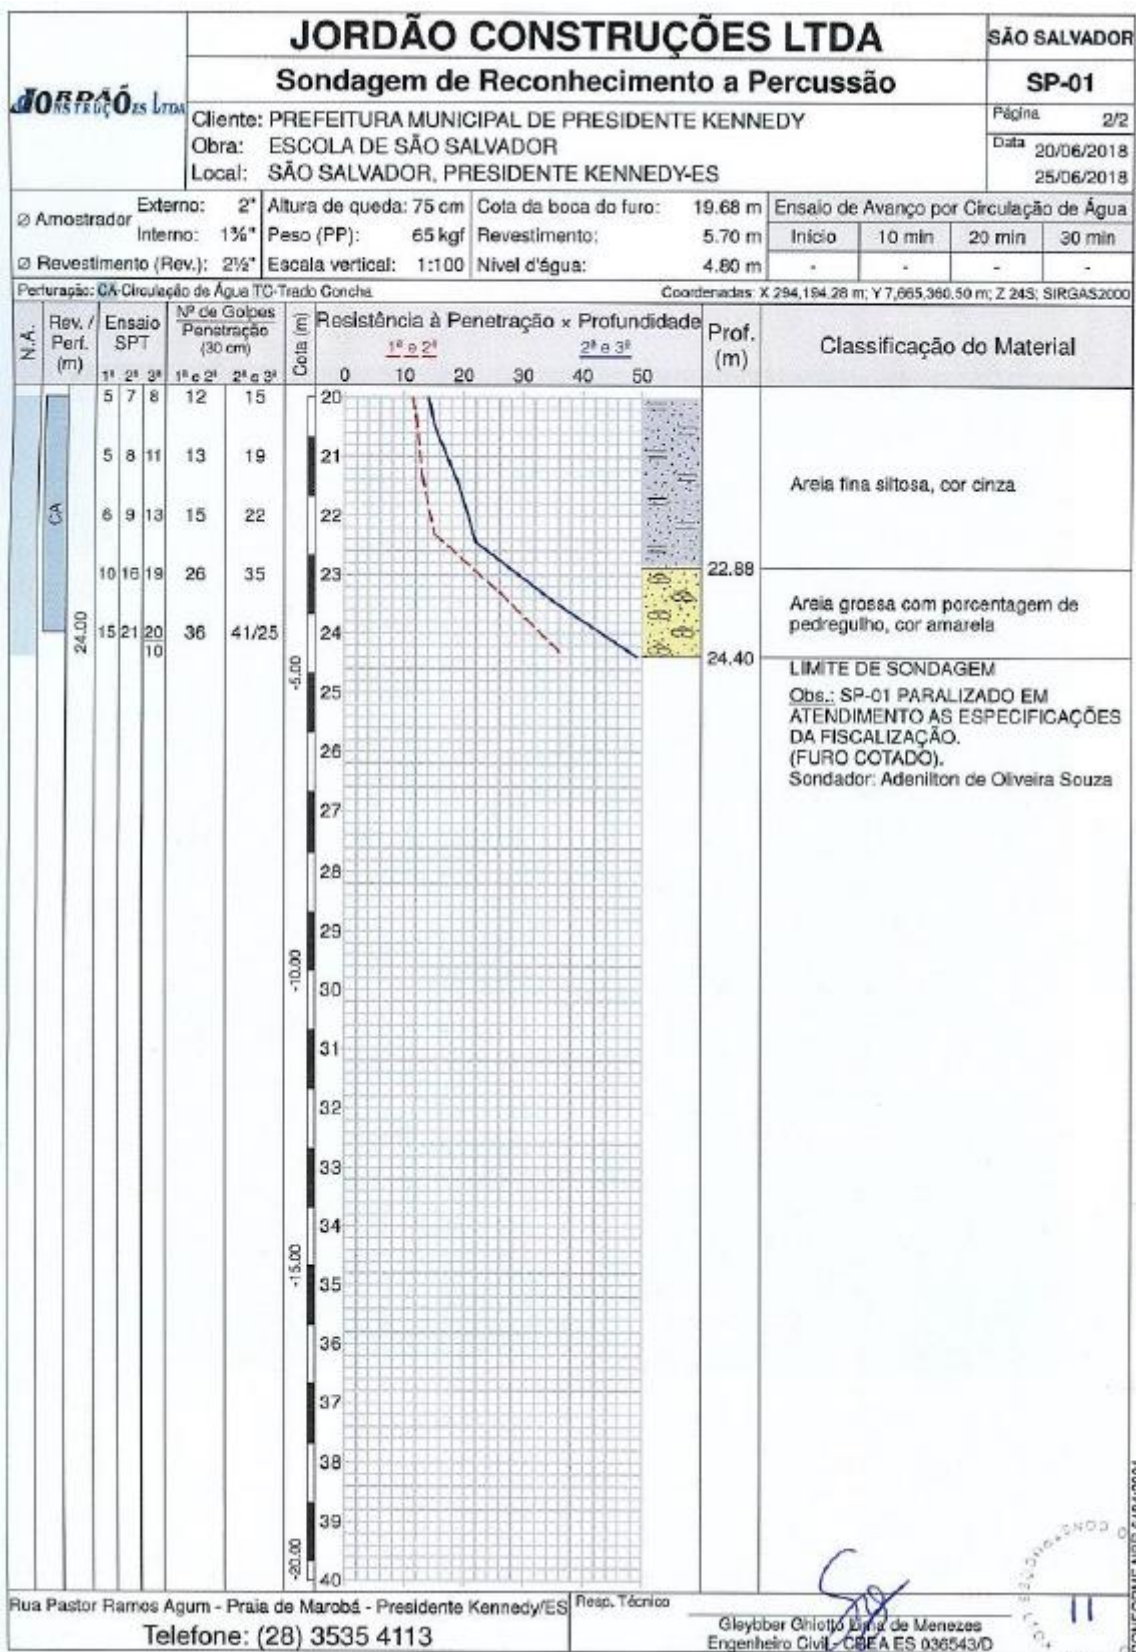 JORDÃO CONSTRUÇÕES LTDA
SÃO SALVADOR
Sondagem de Reconhecimento a Percussão
SP-01
JORDÃO CONSTRUÇÕES LTDA
Cliente: PREFEITURA MUNICIPAL DE PRESIDENTE KENNEDY
Página 2/2
Obra: ESCOLA DE SÃO SALVADOR
Data 20/06/2018
Local: SÃO SALVADOR, PRESIDENTE KENNEDY-ES
25/06/2018
Ø Amostrador Externo: 2" Altura de queda: 75 cm Cota da boca do furo: 19.68 m Ensaio de Avanço por Circulação de Água
Interno: 1⅜" Peso (PP): 65 kgf Revestimento: 5.70 m Início 10 min 20 min 30 min
Ø Revestimento (Rev.): 2½" Escala vertical: 1:100 Nível d'água: 4.80 m - - - -
Perfuração: CA-Circulação de Água TC-Trado Concha
Coordenadas: X 294,194.28 m; Y 7,665,360.50 m; Z 24S; SIRGAS2000
N.A.
Rev. / Perf. (m)
Ensaio SPT
1ª 2ª 3ª
Nº de Golpes
Penetração
(30 cm)
1ª e 2ª 2ª e 3ª
Cota (m)
Resistência à Penetração x Profundidade
1ª e 2ª 2ª e 3ª
0 10 20 30 40 50
Prof. (m)
Classificação do Material
5 7 8 12 15 20
5 8 11 13 19 21
Areia fina siltosa, cor cinza
CA
6 9 13 15 22 22
22.88
10 16 19 26 35 23
Areia grossa com porcentagem de
pedregulho, cor amarela
24.00
15 21 20/10 36 41/25 24
24.40
LIMITE DE SONDAGEM
-5.00
25
Obs.: SP-01 PARALIZADO EM
ATENDIMENTO AS ESPECIFICAÇÕES
DA FISCALIZAÇÃO.
(FURO COTADO).
26
Sondador: Adenilton de Oliveira Souza
27
28
29
-10.00
30
31
32
33
34
-15.00
35
36
37
38
39
-20.00
40
Rua Pastor Ramos Agum - Praia de Marobá - Presidente Kennedy/ES
Telefone: (28) 3535 4113
Resp. Técnico
Gleybber Ghiotto Lima de Menezes
Engenheiro Civil - CREA ES 036543/D
11